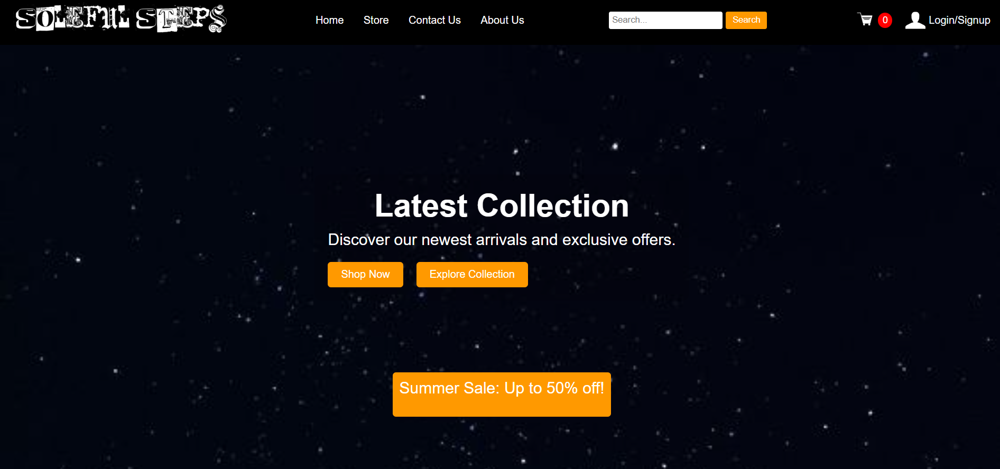 SOLEFUL STEPS
Home Store Contact Us About Us
Search... Search
0 Login/Signup
Latest Collection
Discover our newest arrivals and exclusive offers.
Shop Now Explore Collection
Summer Sale: Up to 50% off!